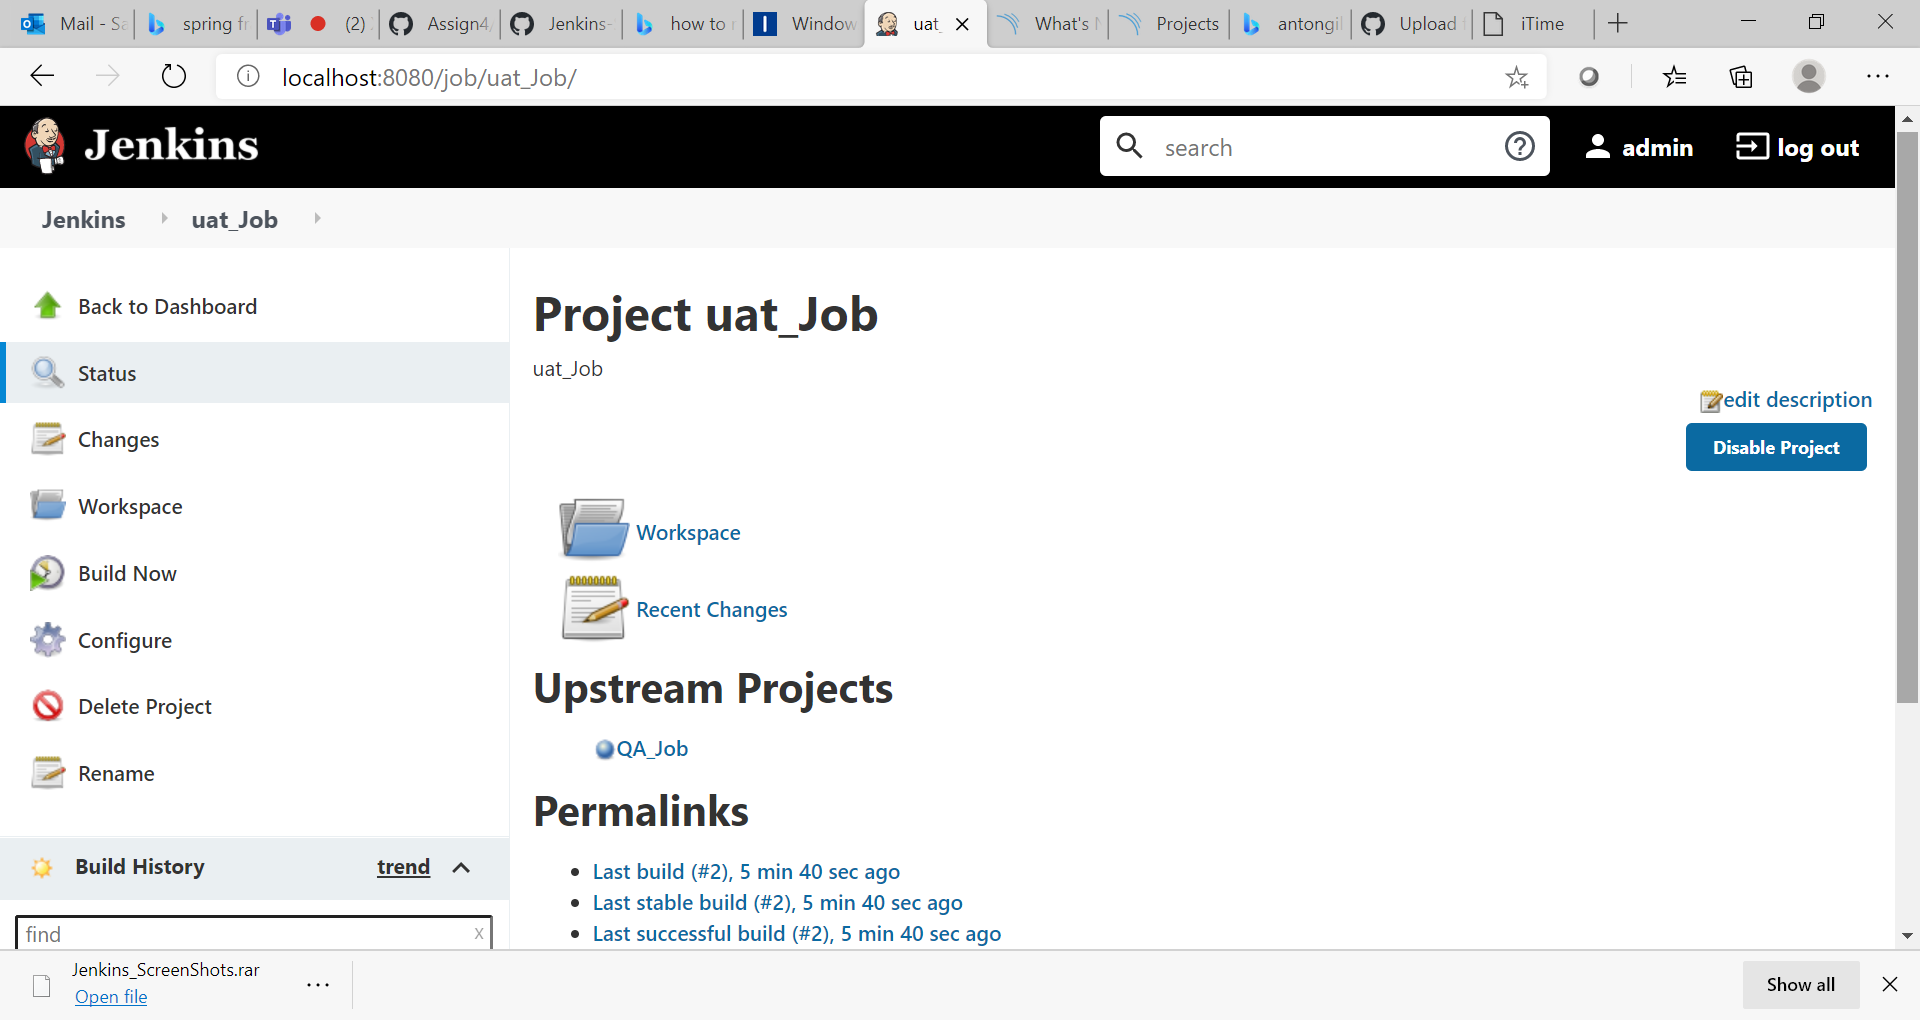 Mail - Sa
spring fr
(2)
Assign4
Jenkins-
how to r
Window
uat_
What's N
Projects
antongil
Upload
iTime
localhost:8080/job/uat_Job/
Jenkins
search
admin
log out
Jenkins
uat_Job
Back to Dashboard
Status
Changes
Workspace
Build Now
Configure
Delete Project
Rename
Build History
trend
find
x
Project uat_Job
uat_Job
edit description
Disable Project
Workspace
Recent Changes
Upstream Projects
QA_Job
Permalinks
Last build (#2), 5 min 40 sec ago
Last stable build (#2), 5 min 40 sec ago
Last successful build (#2), 5 min 40 sec ago
Jenkins_ScreenShots.rar
Open file
Show all